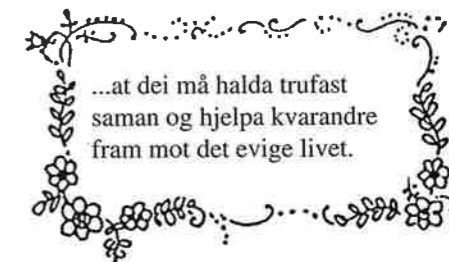 ...at dei må halda trufast
saman og hjelpa kvarandre
fram mot det evige livet.